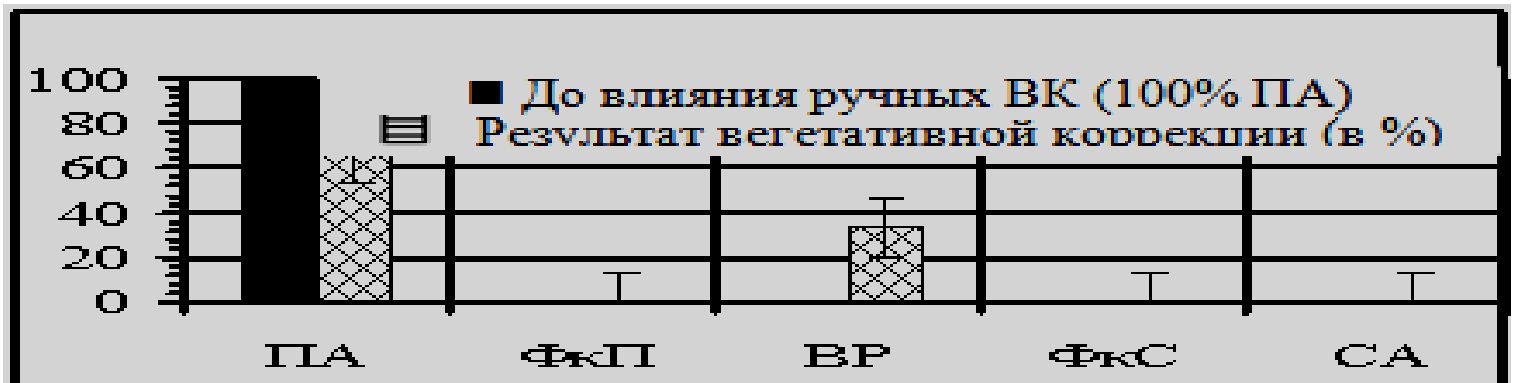 100
До влияния ручных ВК (100% ПА)
80
Результат вегетативной коррекции (в %)
60
40
20
0
ПА ФкП ВР ФкС СА